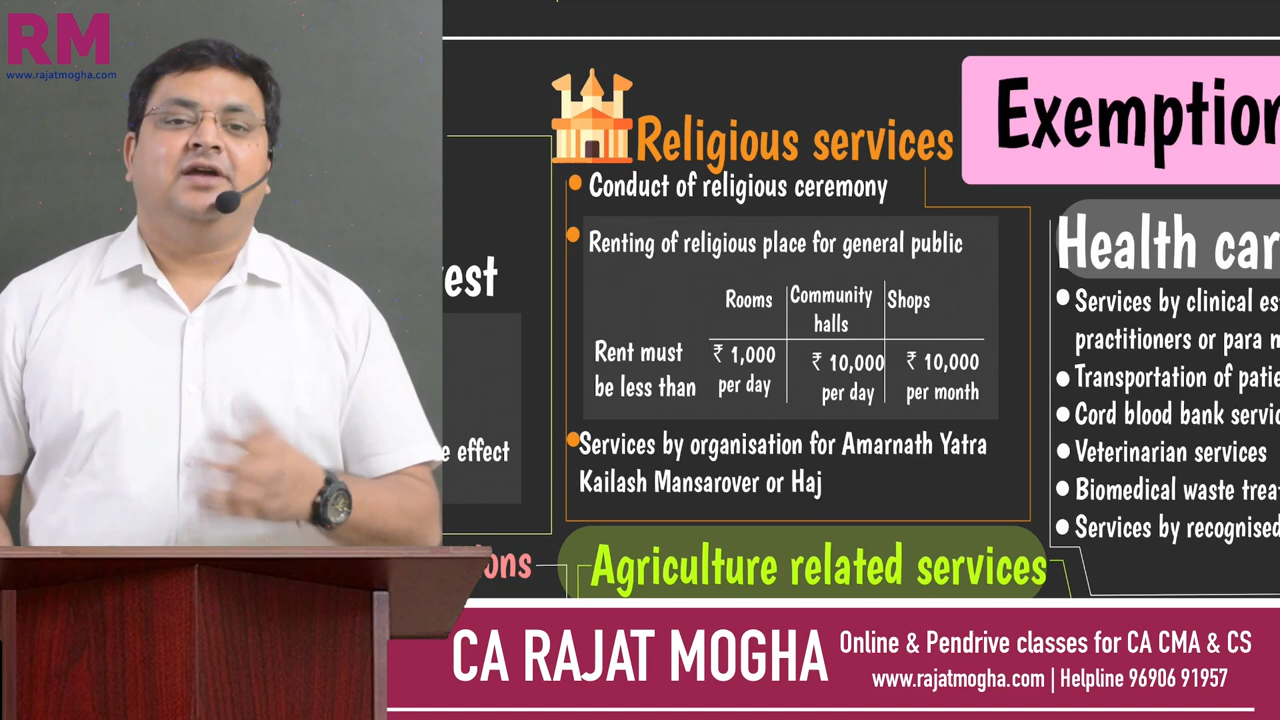 RM
www.rajatmogha.com
Religious services
Conduct of religious ceremony
Renting of religious place for general public
Rooms
Community halls
Shops
Rent must be less than
₹ 1,000 per day
₹ 10,000 per day
₹ 10,000 per month
Services by organisation for Amarnath Yatra
Kailash Mansarover or Haj
Exemption
Health car
Services by clinical es
practitioners or para m
Transportation of patie
Cord blood bank servic
Veterinarian services
Biomedical waste trea
Services by recognised
est
e effect
ons
Agriculture related services
CA RAJAT MOGHA
Online & Pendrive classes for CA CMA & CS
www.rajatmogha.com | Helpline 96906 91957